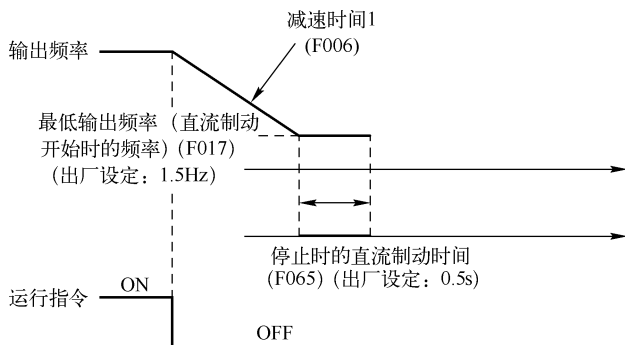 减速时间1
(F006)
输出频率
最低输出频率（直流制动
开始时的频率）(F017)
（出厂设定：1.5Hz）
停止时的直流制动时间
(F065)（出厂设定：0.5s）
ON
运行指令
OFF